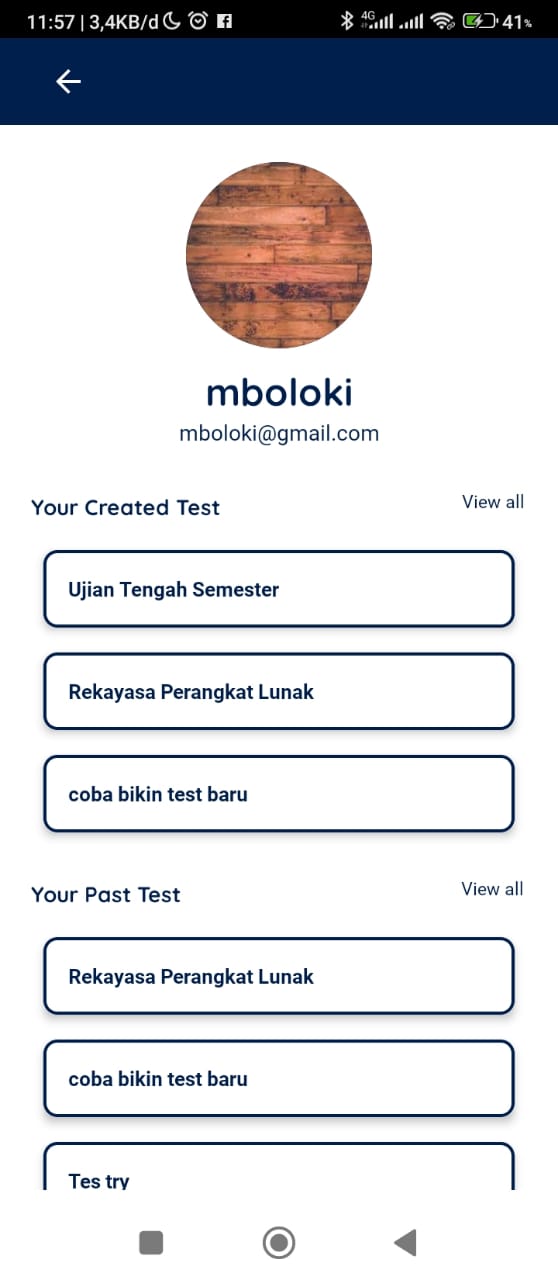 11:57 | 3,4KB/d 4G 41%
mboloki
mboloki@gmail.com
Your Created Test View all
Ujian Tengah Semester
Rekayasa Perangkat Lunak
coba bikin test baru
Your Past Test View all
Rekayasa Perangkat Lunak
coba bikin test baru
Tes try